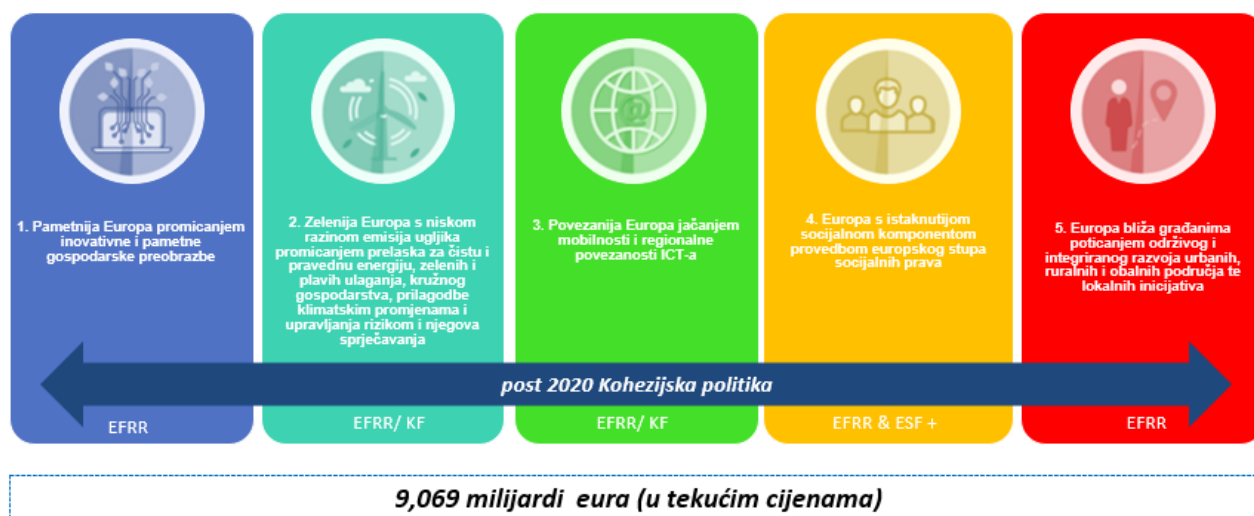 1. Pametnija Europa promicanjem
inovativne i pametne
gospodarske preobrazbe
2. Zelenija Europa s niskom
razinom emisija ugljika
promicanjem prelaska za čistu i
pravednu energiju, zelenih i
plavih ulaganja, kružnog
gospodarstva, prilagodbe
klimatskim promjenama i
upravljanja rizikom i njegova
sprječavanja
3. Povezanija Europa jačanjem
mobilnosti i regionalne
povezanosti ICT-a
4. Europa s istaknutijom
socijalnom komponentom
provedbom europskog stupa
socijalnih prava
5. Europa bliža građanima
poticanjem održivog i
integriranog razvoja urbanih,
ruralnih i obalnih područja te
lokalnih inicijativa
post 2020 Kohezijska politika
EFRR
EFRR/ KF
EFRR/ KF
EFRR & ESF +
EFRR
9,069 milijardi eura (u tekućim cijenama)